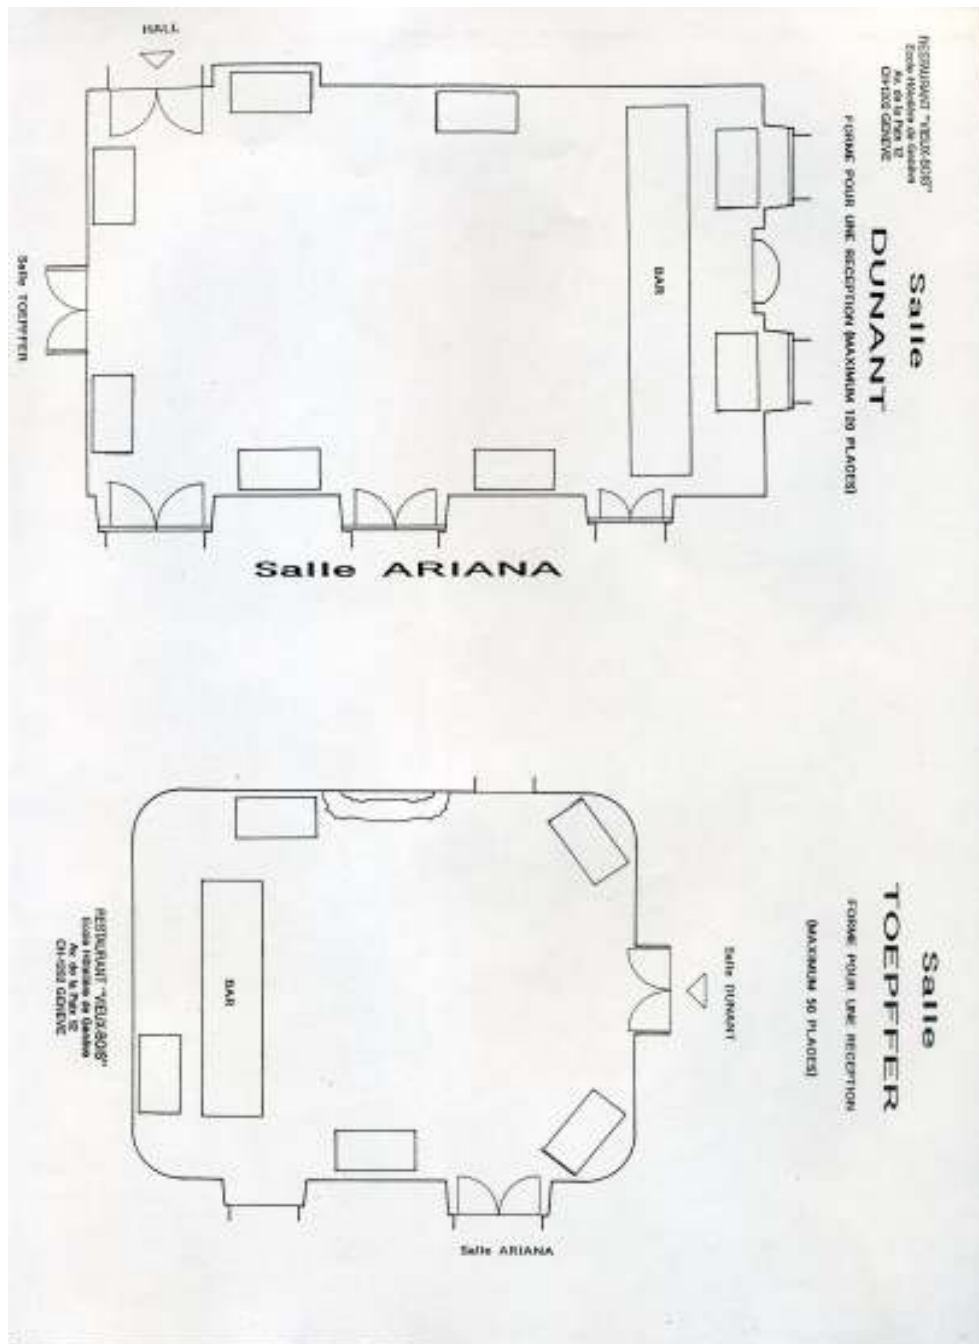 RESTAURANT "VIEUX-BOIS"
Ecole Hôtelière de Genève
Av. de la Paix 12
CH-1202 GENEVE
Salle
DUNANT
FORME POUR UNE RECEPTION (MAXIMUM 120 PLACES)
HALL
BAR
Salle TOEPFFER
Salle ARIANA
Salle
TOEPFFER
FORME POUR UNE RECEPTION
(MAXIMUM 50 PLACES)
Salle DUNANT
BAR
Salle ARIANA
RESTAURANT "VIEUX-BOIS"
Ecole Hôtelière de Genève
Av. de la Paix 12
CH-1202 GENEVE